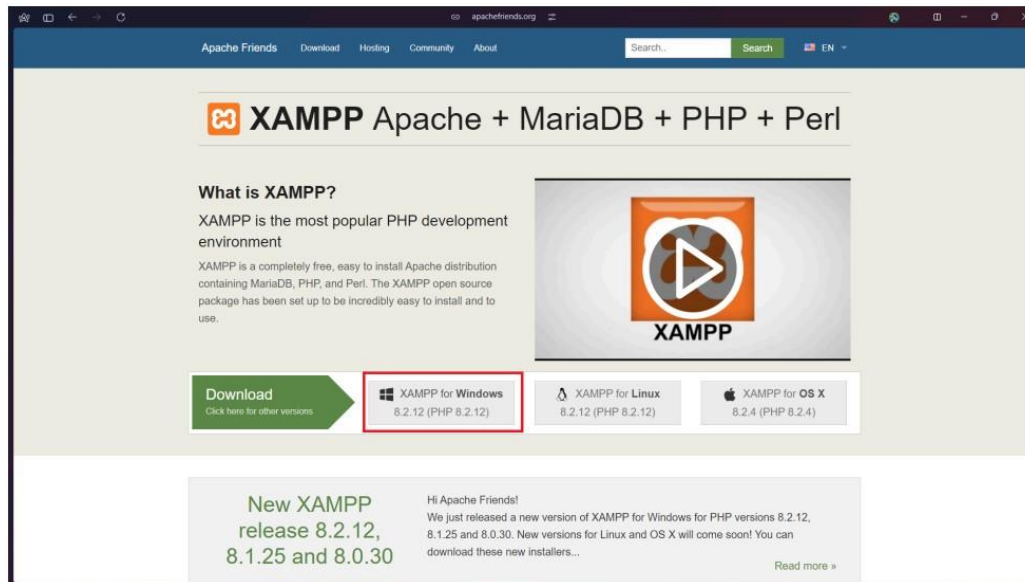 apachefriends.org
Apache Friends Download Hosting Community About Search.. Search EN
XAMPP Apache + MariaDB + PHP + Perl
What is XAMPP?
XAMPP is the most popular PHP development
environment
XAMPP is a completely free, easy to install Apache distribution
containing MariaDB, PHP, and Perl. The XAMPP open source
package has been set up to be incredibly easy to install and to
use.
XAMPP
Download
Click here for other versions
XAMPP for Windows
8.2.12 (PHP 8.2.12)
XAMPP for Linux
8.2.12 (PHP 8.2.12)
XAMPP for OS X
8.2.4 (PHP 8.2.4)
New XAMPP
release 8.2.12,
8.1.25 and 8.0.30
Hi Apache Friends!
We just released a new version of XAMPP for Windows for PHP versions 8.2.12,
8.1.25 and 8.0.30. New versions for Linux and OS X will come soon! You can
download these new installers...
Read more »